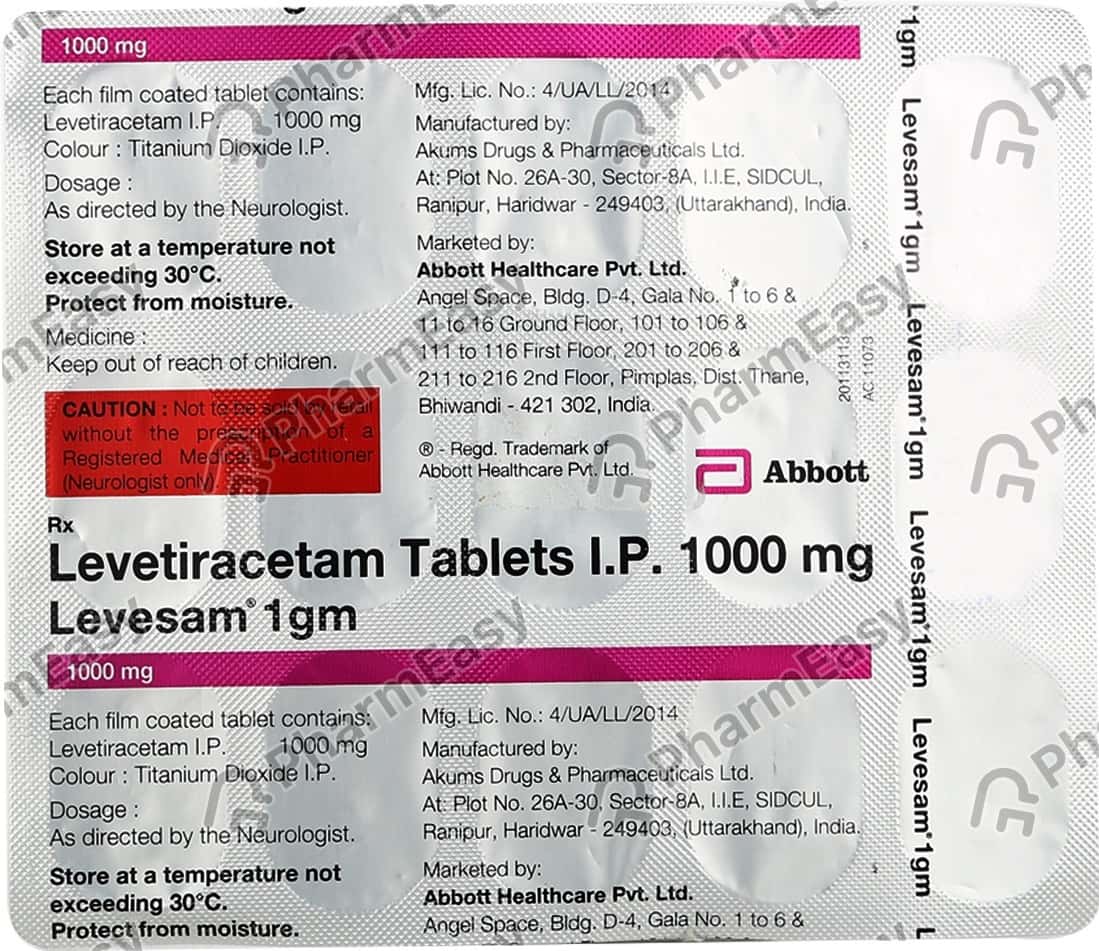 1000 mg
Each film coated tablet contains:
Levetiracetam I.P. 1000 mg
Colour : Titanium Dioxide I.P.
Dosage :
As directed by the Neurologist.
Store at a temperature not
exceeding 30°C.
Protect from moisture.
Medicine :
Keep out of reach of children.
CAUTION : Not to be sold by retail
without the prescription of a
Registered Medical Practitioner
(Neurologist only).
Mfg. Lic. No.: 4/UA/LL/2014
Manufactured by:
Akums Drugs & Pharmaceuticals Ltd.
At: Plot No. 26A-30, Sector-8A, I.I.E, SIDCUL,
Ranipur, Haridwar - 249403, (Uttarakhand), India.
Marketed by:
Abbott Healthcare Pvt. Ltd.
Angel Space, Bldg. D-4, Gala No. 1 to 6 &
11 to 16 Ground Floor, 101 to 106 &
111 to 116 First Floor, 201 to 206 &
211 to 216 2nd Floor, Pimplas, Dist. Thane,
Bhiwandi - 421 302, India.
® - Regd. Trademark of
Abbott Healthcare Pvt. Ltd.
Abbott
AC 11073
Rx
Levetiracetam Tablets I.P. 1000 mg
Levesam® 1gm
1000 mg
Each film coated tablet contains:
Levetiracetam I.P. 1000 mg
Colour : Titanium Dioxide I.P.
Dosage :
As directed by the Neurologist.
Store at a temperature not
exceeding 30°C.
Protect from moisture.
Mfg. Lic. No.: 4/UA/LL/2014
Manufactured by:
Akums Drugs & Pharmaceuticals Ltd.
At: Plot No. 26A-30, Sector-8A, I.I.E, SIDCUL,
Ranipur, Haridwar - 249403, (Uttarakhand), India.
Marketed by:
Abbott Healthcare Pvt. Ltd.
Angel Space, Bldg. D-4, Gala No. 1 to 6 &
1gm Levesam® 1gm Levesam® 1gm Levesam® 1gm Levesam® 1gm
PharmEasy
PharmEasy
PharmEasy
PharmEasy
PharmEasy
PharmEasy